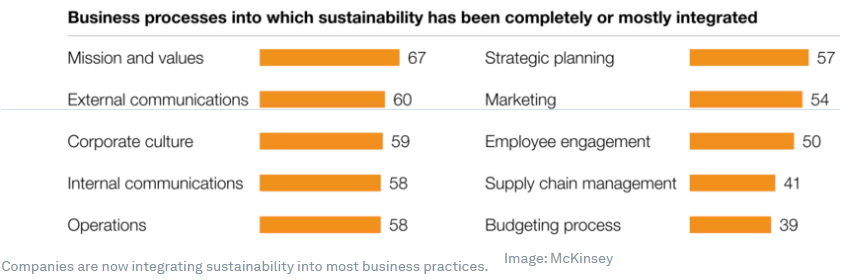 Business processes into which sustainability has been completely or mostly integrated
Mission and values 67
External communications 60
Corporate culture 59
Internal communications 58
Operations 58
Strategic planning 57
Marketing 54
Employee engagement 50
Supply chain management 41
Budgeting process 39
Companies are now integrating sustainability into most business practices.
Image: McKinsey